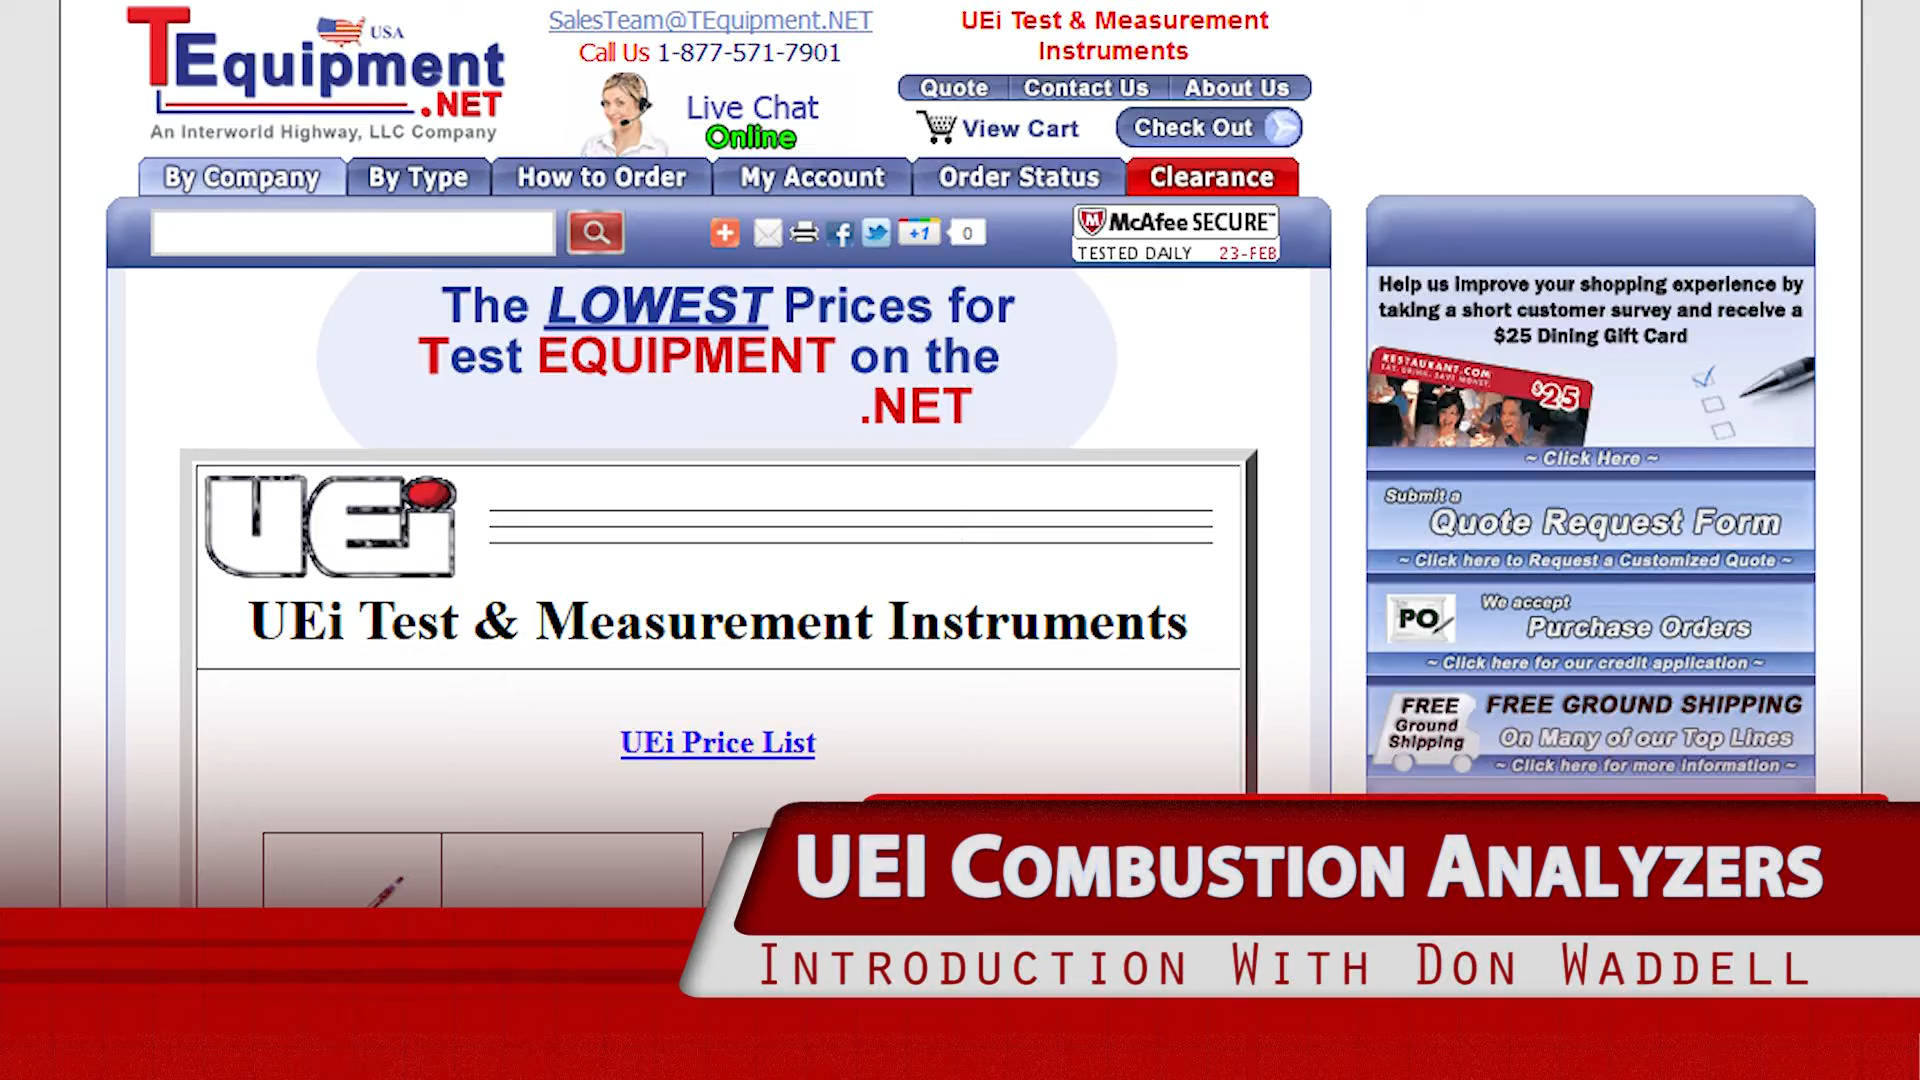 TEquipment
USA
.NET
An Interworld Highway, LLC Company
SalesTeam@TEquipment.NET
Call Us 1-877-571-7901
Live Chat
Online
UEi Test & Measurement
Instruments
Quote Contact Us About Us
View Cart Check Out
By Company By Type How to Order My Account Order Status Clearance
+1 0
McAfee SECURE™
TESTED DAILY 23-FEB
The LOWEST Prices for
Test EQUIPMENT on the
.NET
UEi
UEi Test & Measurement Instruments
UEi Price List
Help us improve your shopping experience by
taking a short customer survey and receive a
$25 Dining Gift Card
RESTAURANT.COM
EAT. DRINK. SAVE MONEY.
$25
~ Click Here ~
Submit a
Quote Request Form
~ Click here to Request a Customized Quote ~
PO
We accept
Purchase Orders
~ Click here for our credit application ~
FREE
Ground
Shipping
FREE GROUND SHIPPING
On Many of our Top Lines
~ Click here for more information ~
UEI COMBUSTION ANALYZERS
INTRODUCTION WITH DON WADDELL